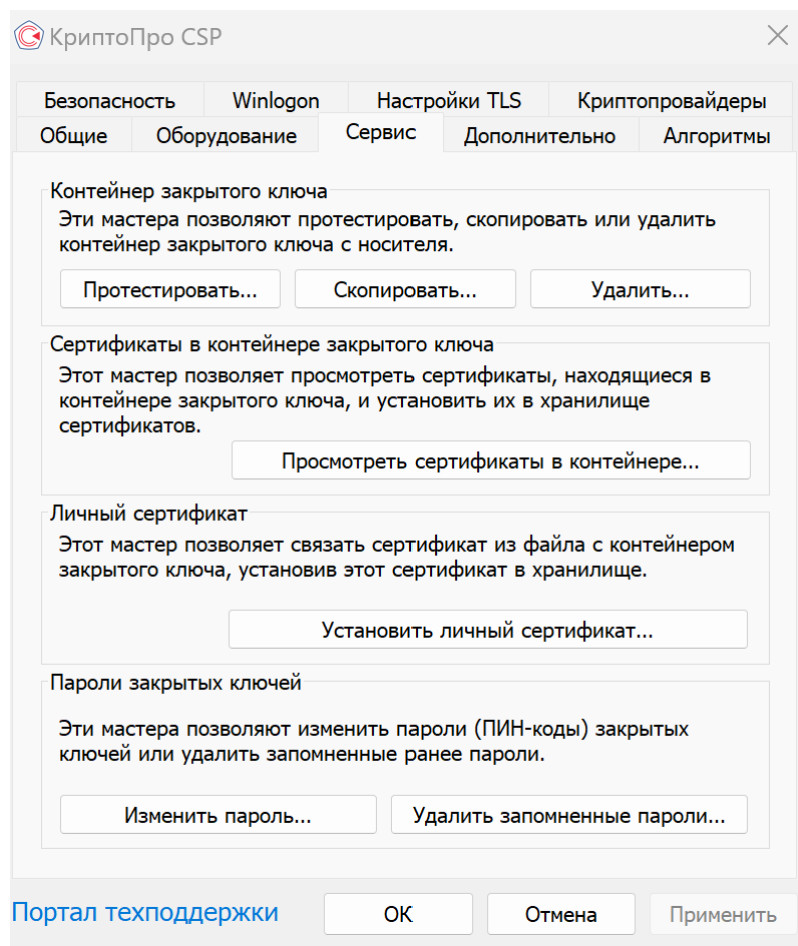 КриптоПро CSP
Безопасность Winlogon Настройки TLS Криптопровайдеры
Общие Оборудование Сервис Дополнительно Алгоритмы
Контейнер закрытого ключа
Эти мастера позволяют протестировать, скопировать или удалить
контейнер закрытого ключа с носителя.
Протестировать... Скопировать... Удалить...
Сертификаты в контейнере закрытого ключа
Этот мастер позволяет просмотреть сертификаты, находящиеся в
контейнере закрытого ключа, и установить их в хранилище
сертификатов.
Просмотреть сертификаты в контейнере...
Личный сертификат
Этот мастер позволяет связать сертификат из файла с контейнером
закрытого ключа, установив этот сертификат в хранилище.
Установить личный сертификат...
Пароли закрытых ключей
Эти мастера позволяют изменить пароли (ПИН-коды) закрытых
ключей или удалить запомненные ранее пароли.
Изменить пароль... Удалить запомненные пароли...
Портал техподдержки ОК Отмена Применить